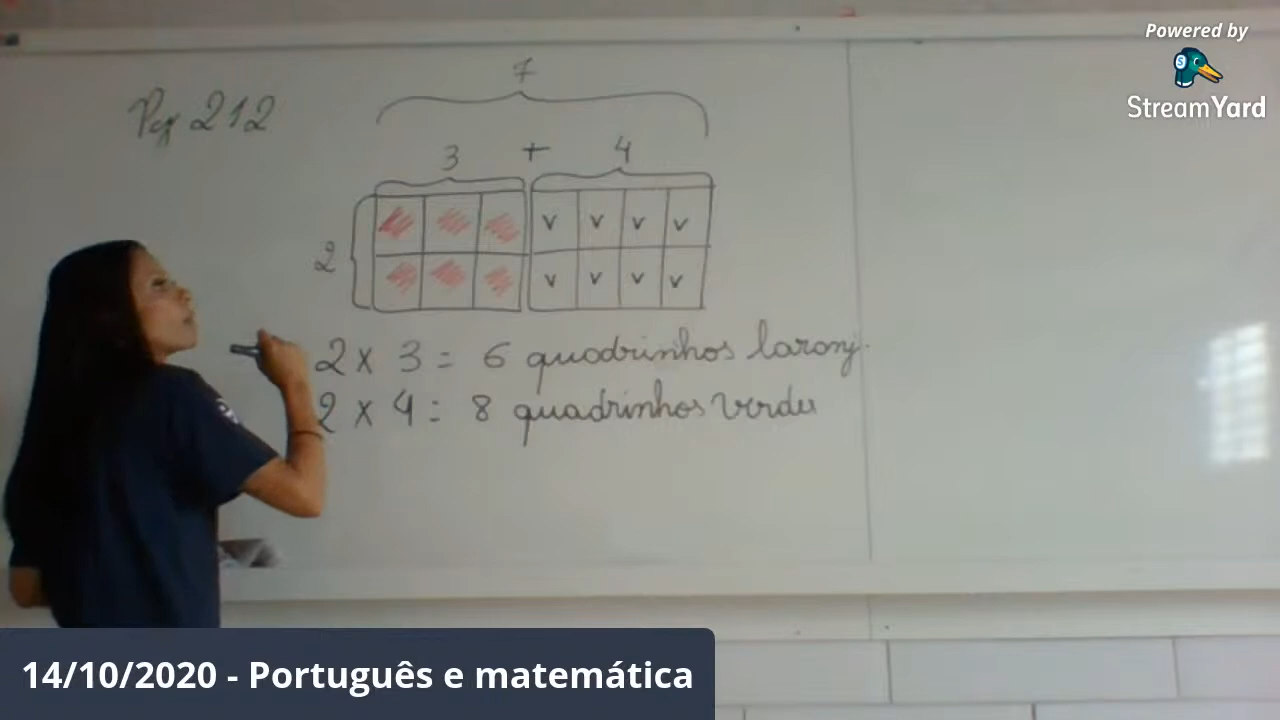 Powered by
StreamYard
Pg 212
7
3 + 4
2
v v v v
v v v v
2 x 3 = 6 quadrinhos laranj.
2 x 4 = 8 quadrinhos verdes
14/10/2020 - Português e matemática